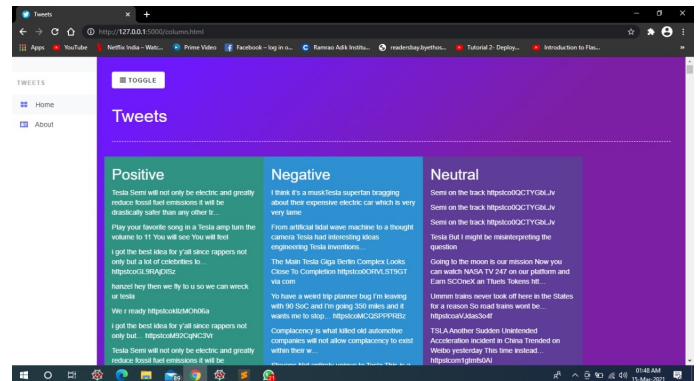 Tweets
http://127.0.0.1:5000/column.html
Apps
YouTube
Netflix India – Watc...
Prime Video
Facebook – log in o...
Ramrao Adik Institu...
readersbay.byethos...
Tutorial 2- Deploy...
Introduction to Flas...
TWEETS
Home
About
TOGGLE
Tweets
Positive
Tesla Semi will not only be electric and greatly
reduce fossil fuel emissions it will be
drastically safer than any other tr…
Play your favorite song in a Tesla amp turn the
volume to 11 You will see You will feel
i got the best idea for y'all since rappers not
only but a lot of celebrities lo…
hanzel hey then we fly to u so we can wreck
ur tesla
We r ready
i got the best idea for y'all since rappers not
only but…
Tesla Semi will not only be electric and greatly
reduce fossil fuel emissions it will be
Negative
I think it's a muskTesla superfan bragging
about their expensive electric car which is very
very lame
From artificial tidal wave machine to a thought
camera Tesla had interesting ideas
engineering Tesla inventions…
The Main Tesla Giga Berlin Complex Looks
Close To Completion httpstco0ORVLST9GT
via com
Yo have a weird trip planner bug I'm leaving
with 90 SoC and I'm going 350 miles and it
wants me to stop… httpstcoMCQSPPPRBz
Complacency is what killed old automotive
companies will not allow complacency to exist
within their w…
Neutral
Semi on the track httpstco0QCTYGbLJv
Semi on the track httpstco0QCTYGbLJv
Semi on the track httpstco0QCTYGbLJv
Tesla But I might be misinterpreting the
question
Going to the moon is our mission Now you
can watch NASA TV 247 on our platform and
Earn SCOneX an Tfuels Tokens htt…
Ummm trains never look off here in the States
for a reason So road trains wont be…
httpstcoaVJdas3o4f
TSLA Another Sudden Unintended
Acceleration incident in China Trended on
Weibo yesterday This time instead…
01:48 AM
15-Mar-2021